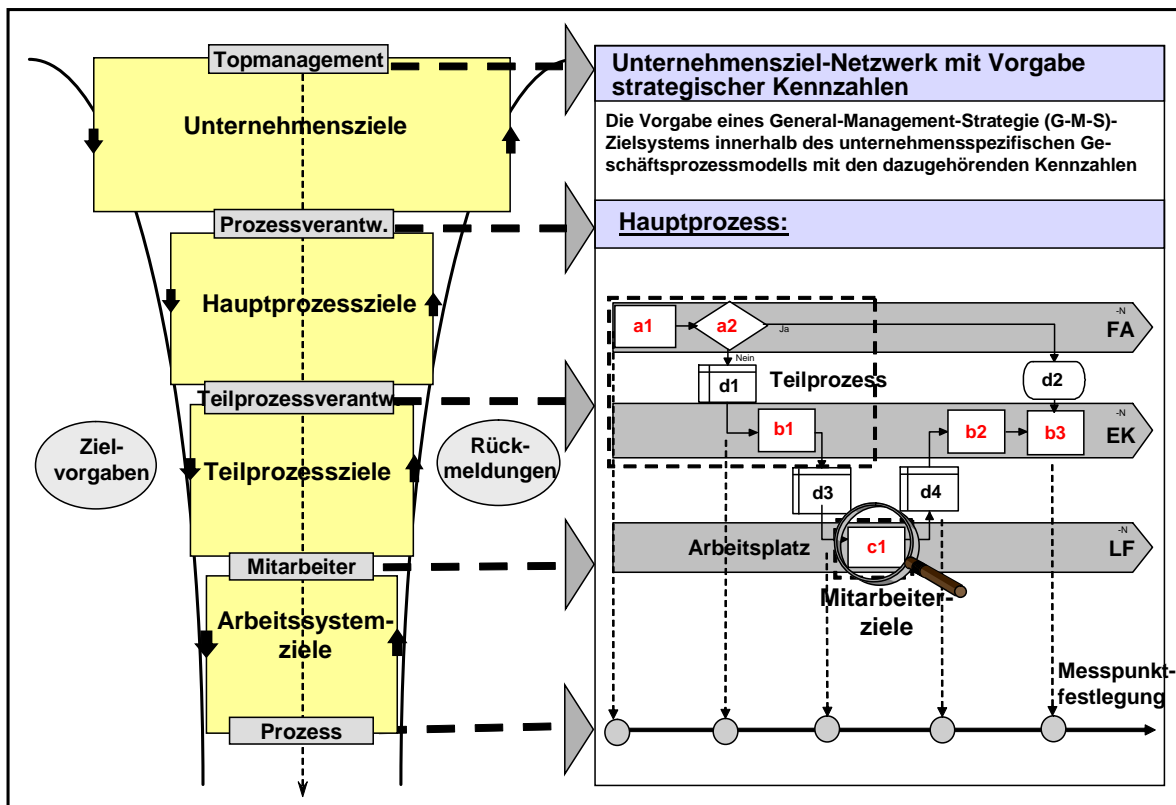 Topmanagement
Unternehmensziele
Prozessverantw.
Hauptprozessziele
Teilprozessverantw.
Ziel-
vorgaben
Rück-
meldungen
Teilprozessziele
Mitarbeiter
Arbeitssystem-
ziele
Prozess
Unternehmensziel-Netzwerk mit Vorgabe
strategischer Kennzahlen
Die Vorgabe eines General-Management-Strategie (G-M-S)-
Zielsystems innerhalb des unternehmensspezifischen Ge-
schäftsprozessmodells mit den dazugehörenden Kennzahlen
Hauptprozess:
a1
a2
Ja
-N
FA
Nein
d1
Teilprozess
d2
b1
b2
b3
-N
EK
d3
d4
Arbeitsplatz
c1
-N
LF
Mitarbeiter-
ziele
Messpunkt-
festlegung